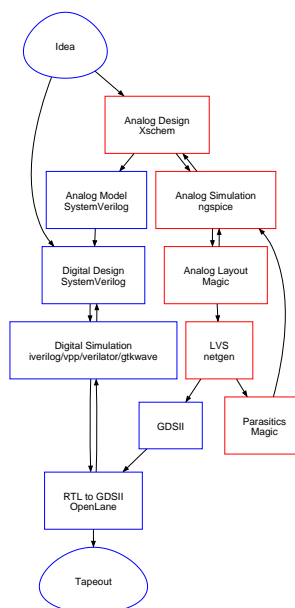 Idea
Analog Design
Xschem
Analog Model
SystemVerilog
Analog Simulation
ngspice
Digital Design
SystemVerilog
Analog Layout
Magic
Digital Simulation
iverilog/vpp/verilator/gtkwave
LVS
netgen
GDSII
Parasitics
Magic
RTL to GDSII
OpenLane
Tapeout